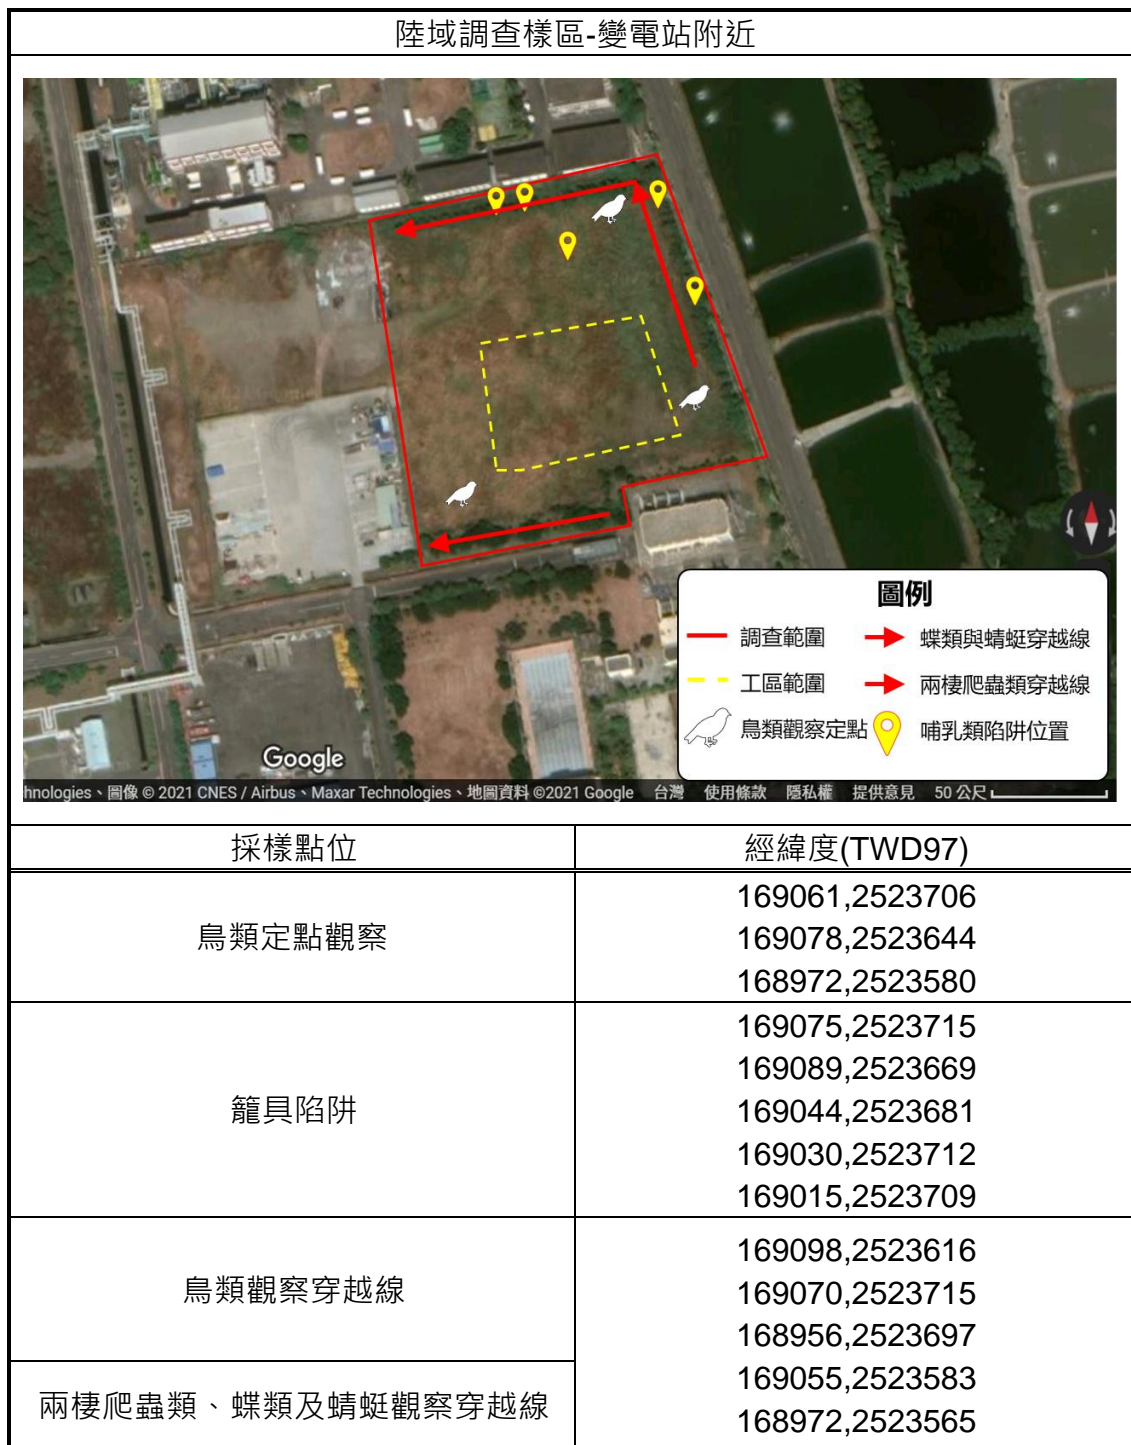 陸域調查樣區-變電站附近
圖例
調查範圍
蝶類與蜻蜓穿越線
工區範圍
兩棲爬蟲類穿越線
鳥類觀察定點
哺乳類陷阱位置
Google
hnologies、圖像 © 2021 CNES / Airbus、Maxar Technologies、地圖資料 ©2021 Google 台灣 使用條款 隱私權 提供意見 50 公尺
採樣點位
經緯度(TWD97)
鳥類定點觀察
169061,2523706
169078,2523644
168972,2523580
籠具陷阱
169075,2523715
169089,2523669
169044,2523681
169030,2523712
169015,2523709
鳥類觀察穿越線
兩棲爬蟲類、蝶類及蜻蜓觀察穿越線
169098,2523616
169070,2523715
168956,2523697
169055,2523583
168972,2523565